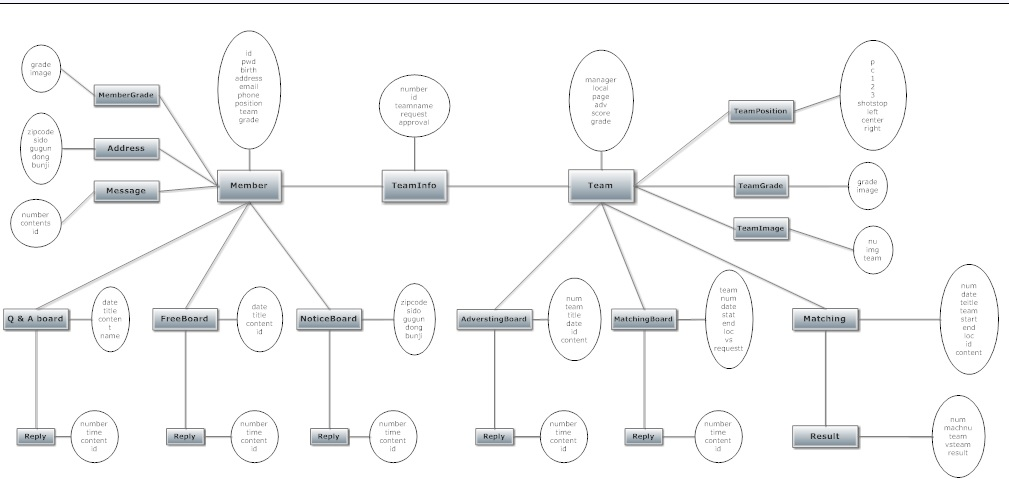 grade
image
MemberGrade
id
pwd
birth
address
email
phone
position
team
grade
number
id
teamname
request
approval
manager
local
page
adv
score
grade
TeamPosition
p
c
1
2
3
shotstop
left
center
right
zipcode
sido
gugun
dong
bunji
Address
Message
number
contents
id
Member
TeamInfo
Team
TeamGrade
grade
image
TeamImage
nu
img
team
Q & A board
date
title
conten
t
name
FreeBoard
date
title
content
id
NoticeBoard
zipcode
sido
gugun
dong
bunji
AdverstingBoard
num
team
title
date
id
content
MatchingBoard
team
num
date
stat
end
loc
vs
requestt
Matching
num
date
teltle
team
start
end
loc
id
content
Reply
number
time
content
id
Reply
number
time
content
id
Reply
number
time
content
id
Reply
number
time
content
id
Reply
number
time
content
id
Result
num
machnu
team
vsteam
result